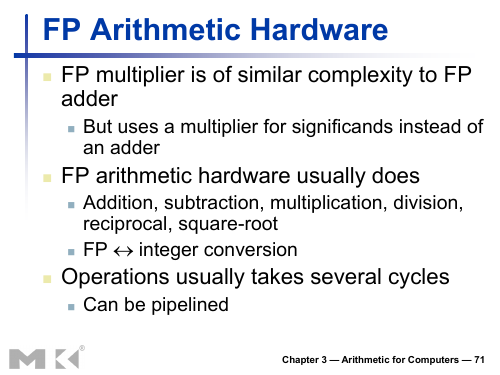 FP Arithmetic Hardware
FP multiplier is of similar complexity to FP
adder
But uses a multiplier for significands instead of
an adder
FP arithmetic hardware usually does
Addition, subtraction, multiplication, division,
reciprocal, square-root
FP ↔ integer conversion
Operations usually takes several cycles
Can be pipelined
MK®
Chapter 3 — Arithmetic for Computers — 71